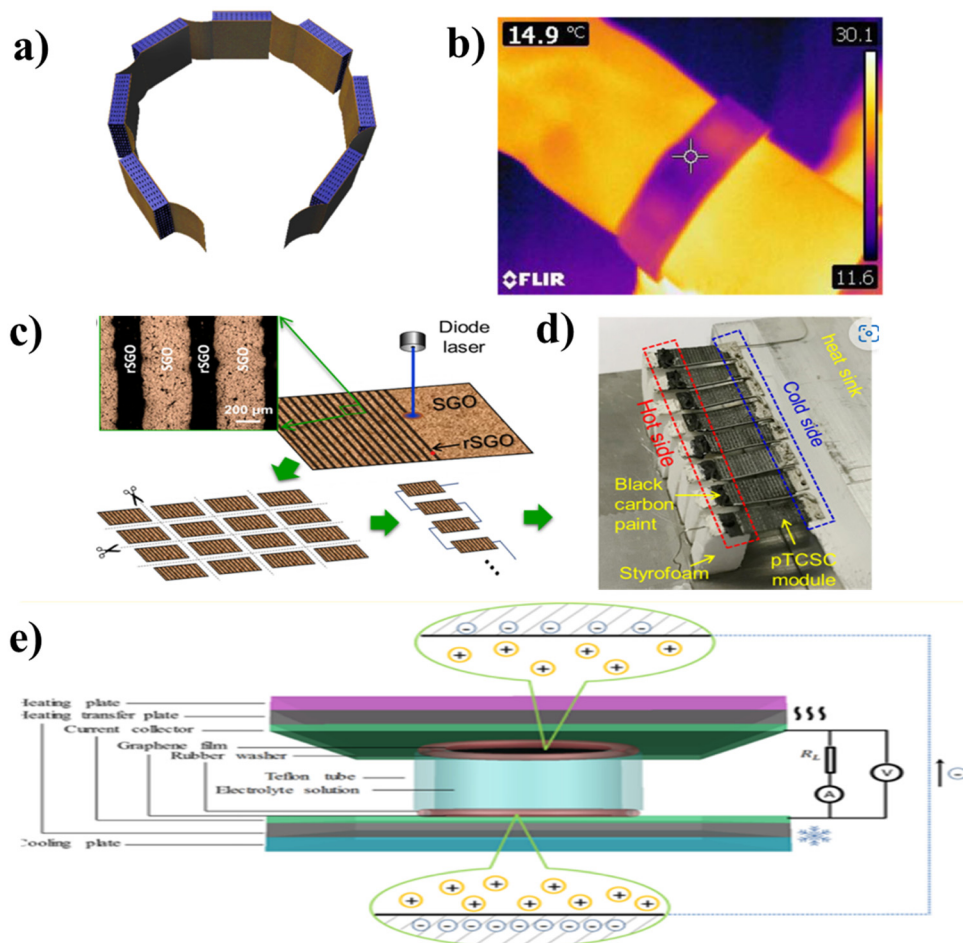 a)
b)
14.9 °C
30.1
11.6
FLIR
c)
rSGO
SGO
rSGO
SGO
200 μm
Diode
laser
SGO
rSGO
d)
heat sink
Cold side
Hot side
Black
carbon
paint
Styrofoam
pTCSC
module
e)
Heating plate
Heating transfer plate
Current collector
Graphene film
Rubber washer
Teflon tube
Electrolyte solution
Cooling plate
R_L
A
V